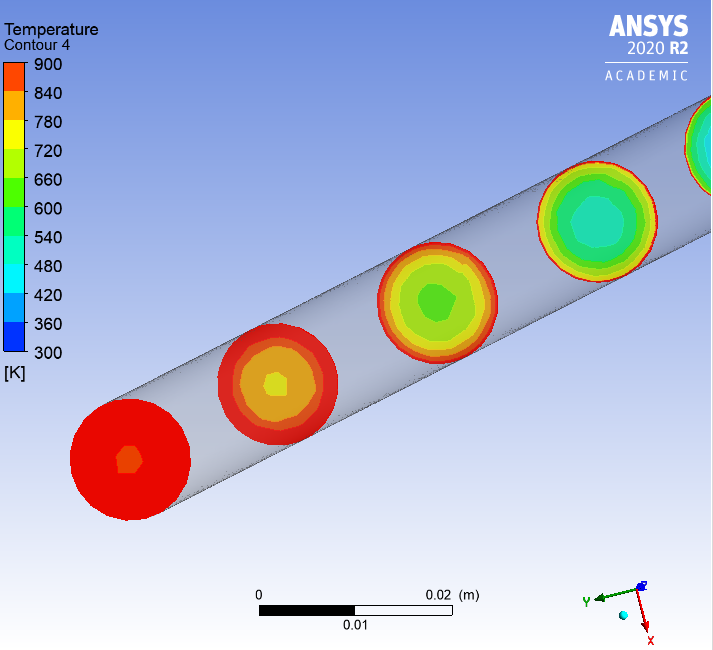 Temperature
Contour 4
900
840
780
720
660
600
540
480
420
360
300
[K]
ANSYS
2020 R2
ACADEMIC
0
0.02 (m)
0.01
Y
Z
X